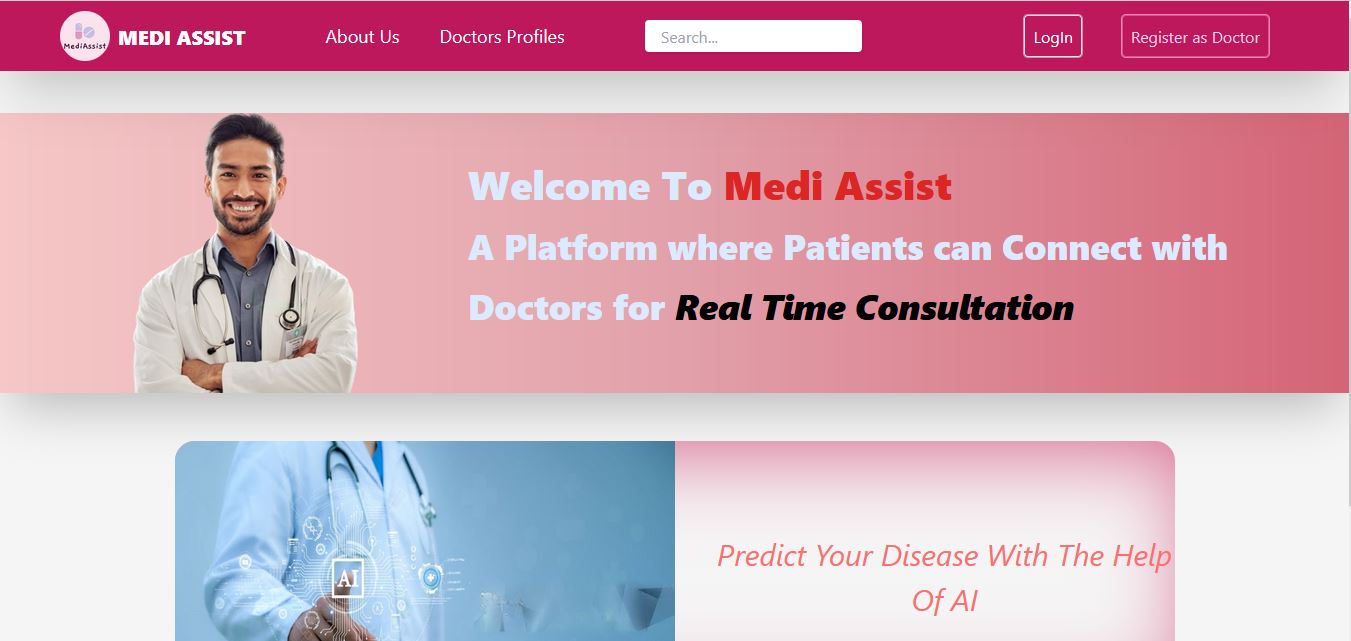 MediAssist
MEDI ASSIST
About Us
Doctors Profiles
Search...
LogIn
Register as Doctor
Welcome To Medi Assist
A Platform where Patients can Connect with
Doctors for Real Time Consultation
AI
Predict Your Disease With The Help
Of AI